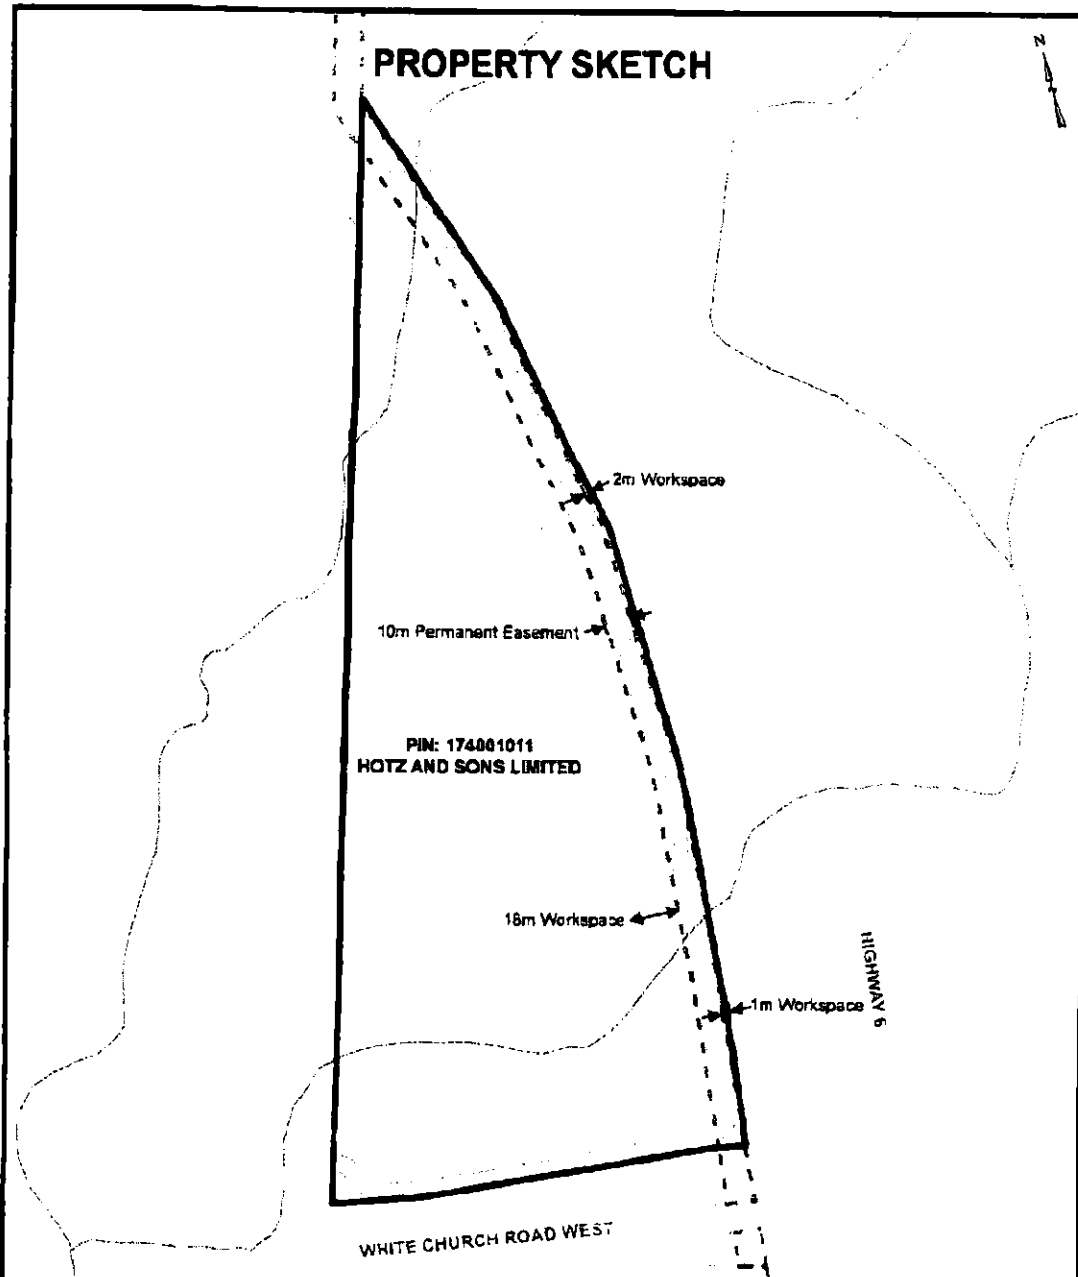 PROPERTY SKETCH
N
2m Workspace
10m Permanent Easement
PIN: 174001011
HOTZ AND SONS LIMITED
18m Workspace
HIGHWAY 6
1m Workspace
WHITE CHURCH ROAD WEST